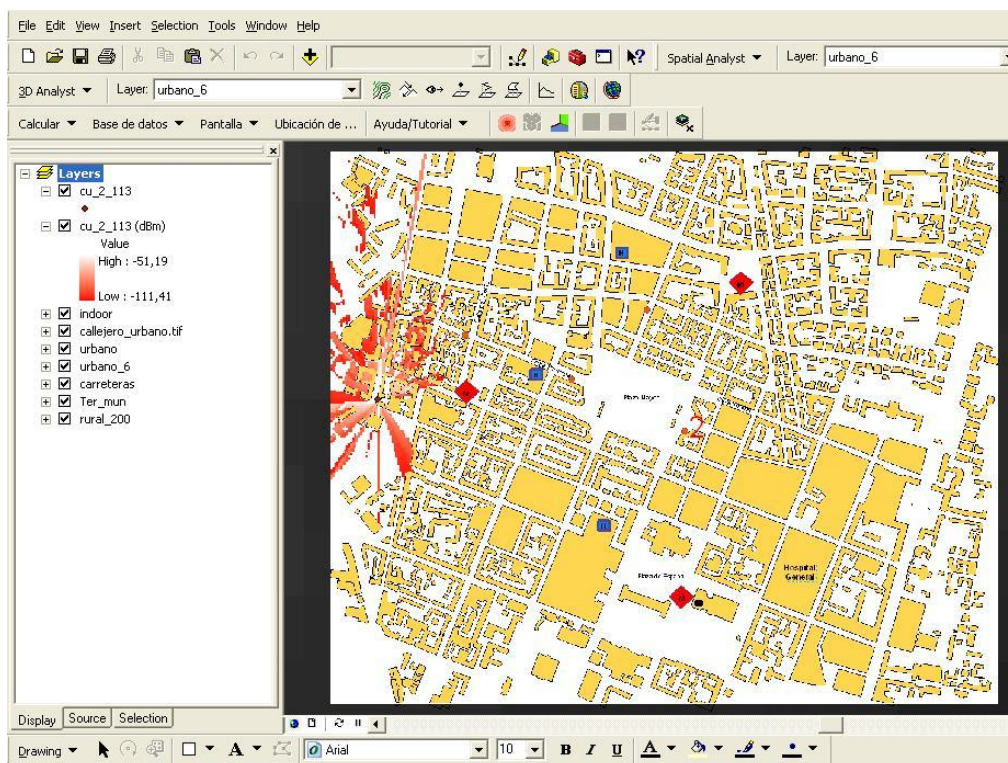 File Edit View Insert Selection Tools Window Help
Spatial Analyst Layer: urbano_6
3D Analyst Layer: urbano_6
Calcular Base de datos Pantalla Ubicación de ... Ayuda/Tutorial
Layers
cu_2_113
cu_2_113 (dBm)
Value
High : -51,19
Low : -111,41
indoor
callejero_urbano.tif
urbano
urbano_6
carreteras
Ter_mun
rural_200
H
Plaza Mayor
2
Hospital
General
Display Source Selection
Drawing Arial 10 B I U A